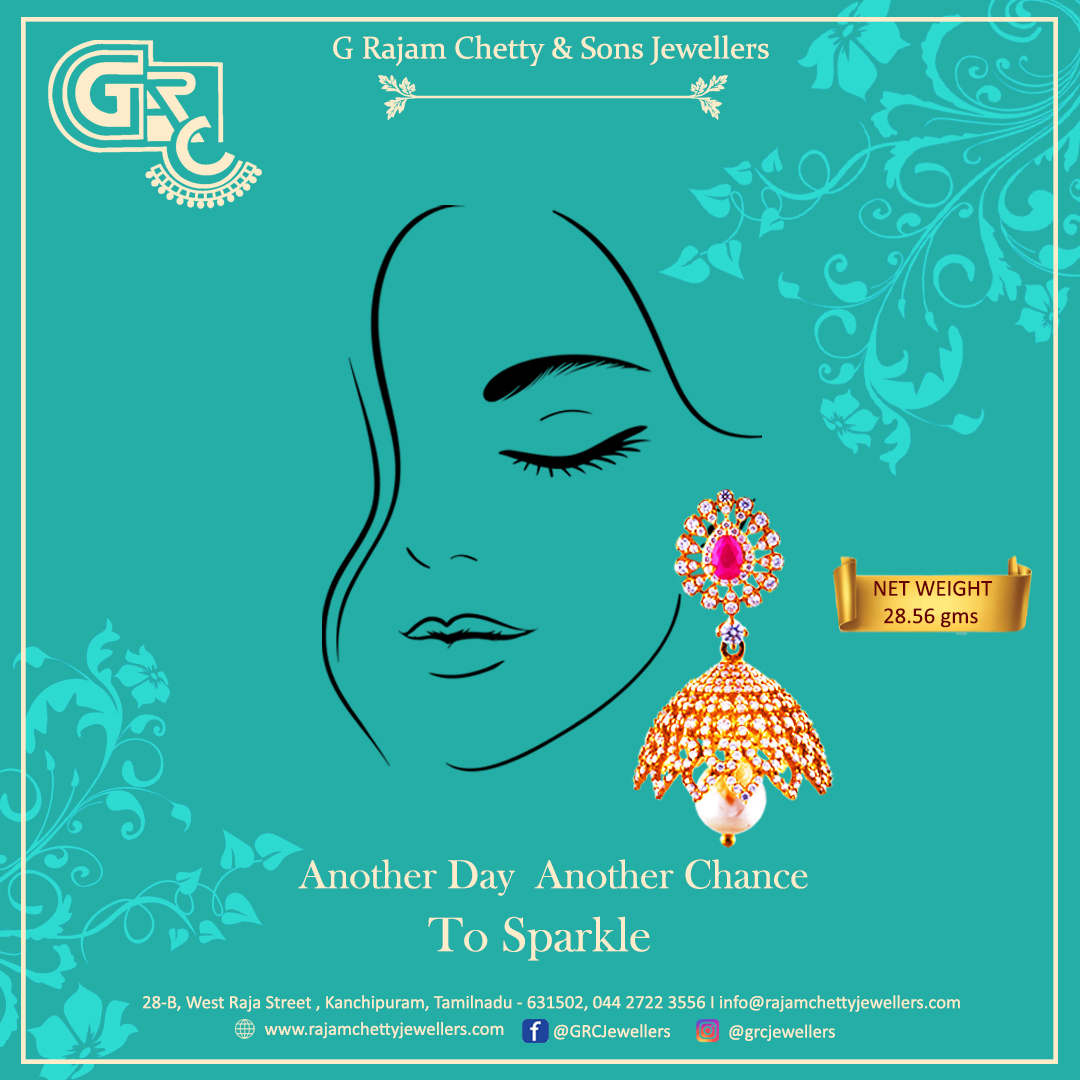 GRC
G Rajam Chetty & Sons Jewellers
NET WEIGHT
28.56 gms
Another Day Another Chance
To Sparkle
28-B, West Raja Street , Kanchipuram, Tamilnadu - 631502, 044 2722 3556 I info@rajamchettyjewellers.com
www.rajamchettyjewellers.com @GRCJewellers @grcjewellers